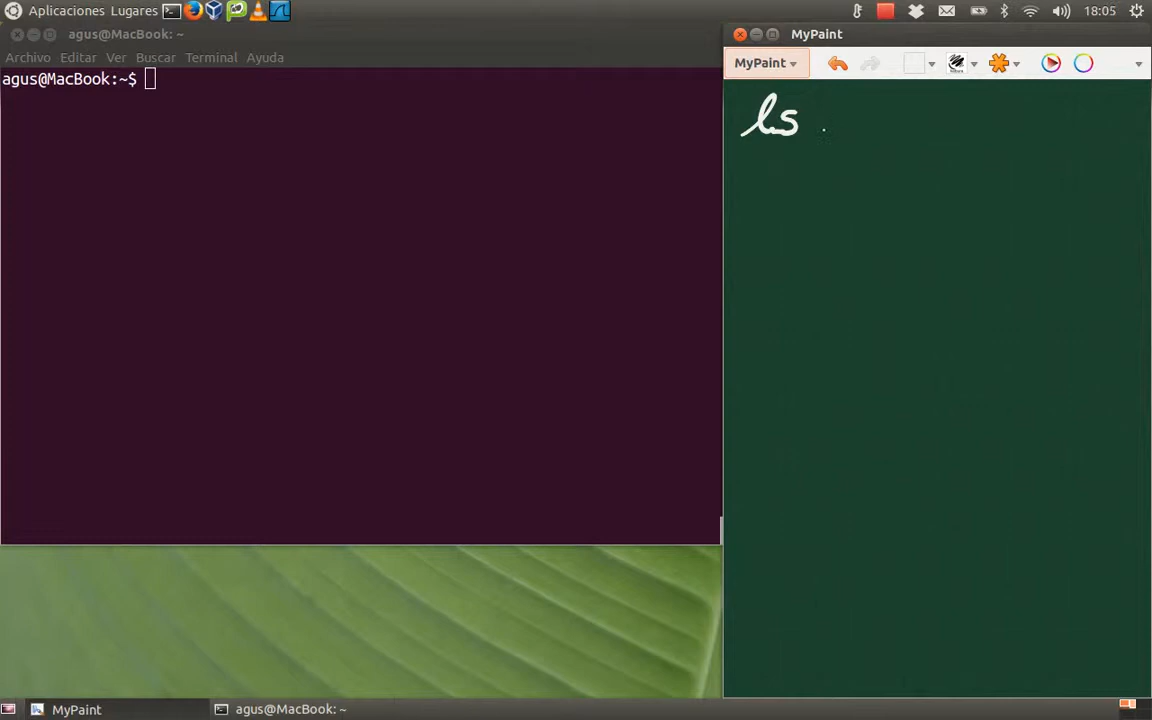 Aplicaciones Lugares 18:05
agus@MacBook: ~
Archivo Editar Ver Buscar Terminal Ayuda
agus@MacBook:~$
MyPaint
MyPaint
ls
MyPaint agus@MacBook: ~